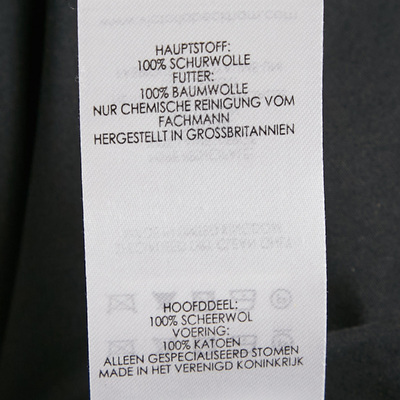 HAUPTSTOFF:
100% SCHURWOLLE
FUTTER:
100% BAUMWOLLE
NUR CHEMISCHE REINIGUNG VOM
FACHMANN
HERGESTELLT IN GROSSBRITANNIEN
HOOFDDEEL:
100% SCHEERWOL
VOERING:
100% KATOEN
ALLEEN GESPECIALISEERD STOMEN
MADE IN HET VERENIGD KONINKRIJK